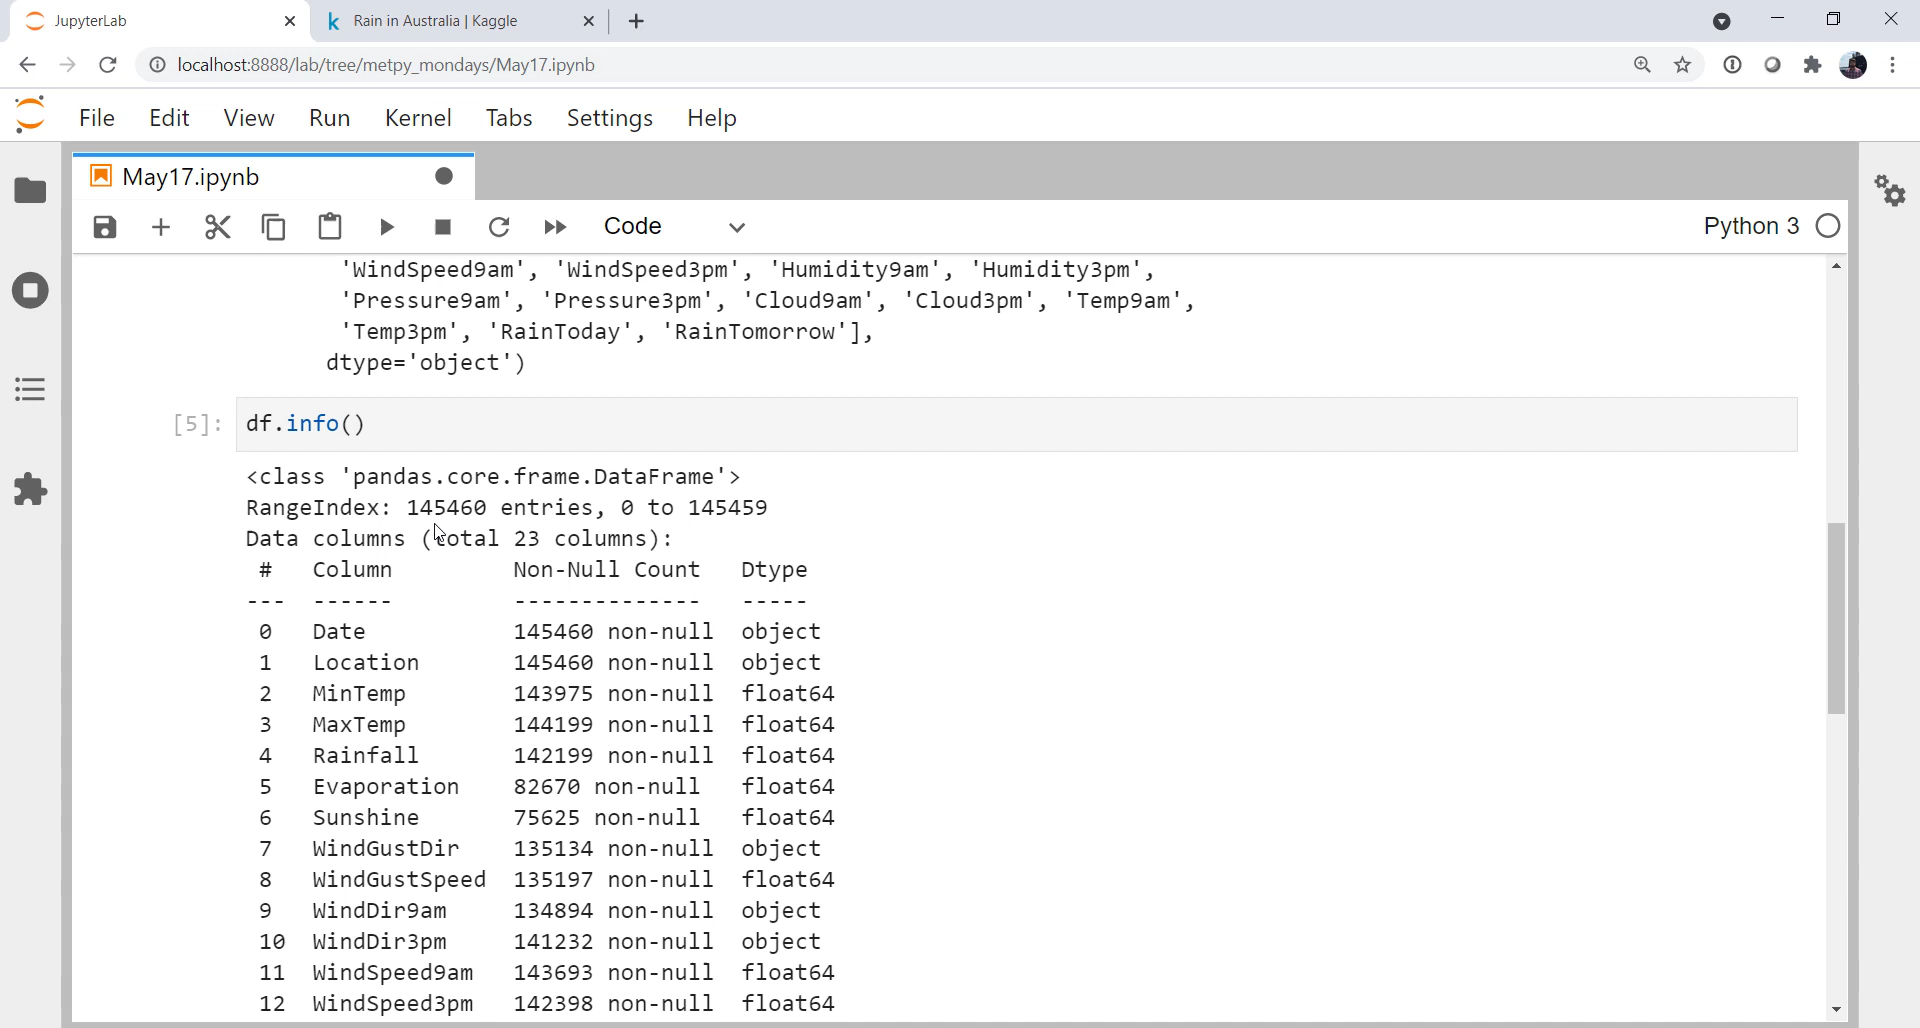 JupyterLab
Rain in Australia | Kaggle
localhost:8888/lab/tree/metpy_mondays/May17.ipynb
File Edit View Run Kernel Tabs Settings Help
May17.ipynb
Code Python 3
'WindSpeed9am', 'WindSpeed3pm', 'Humidity9am', 'Humidity3pm',
'Pressure9am', 'Pressure3pm', 'Cloud9am', 'Cloud3pm', 'Temp9am',
'Temp3pm', 'RainToday', 'RainTomorrow'],
dtype='object')
[5]: df.info()
<class 'pandas.core.frame.DataFrame'>
RangeIndex: 145460 entries, 0 to 145459
Data columns (total 23 columns):
# Column Non-Null Count Dtype
--- ------ -------------- -----
0 Date 145460 non-null object
1 Location 145460 non-null object
2 MinTemp 143975 non-null float64
3 MaxTemp 144199 non-null float64
4 Rainfall 142199 non-null float64
5 Evaporation 82670 non-null float64
6 Sunshine 75625 non-null float64
7 WindGustDir 135134 non-null object
8 WindGustSpeed 135197 non-null float64
9 WindDir9am 134894 non-null object
10 WindDir3pm 141232 non-null object
11 WindSpeed9am 143693 non-null float64
12 WindSpeed3pm 142398 non-null float64